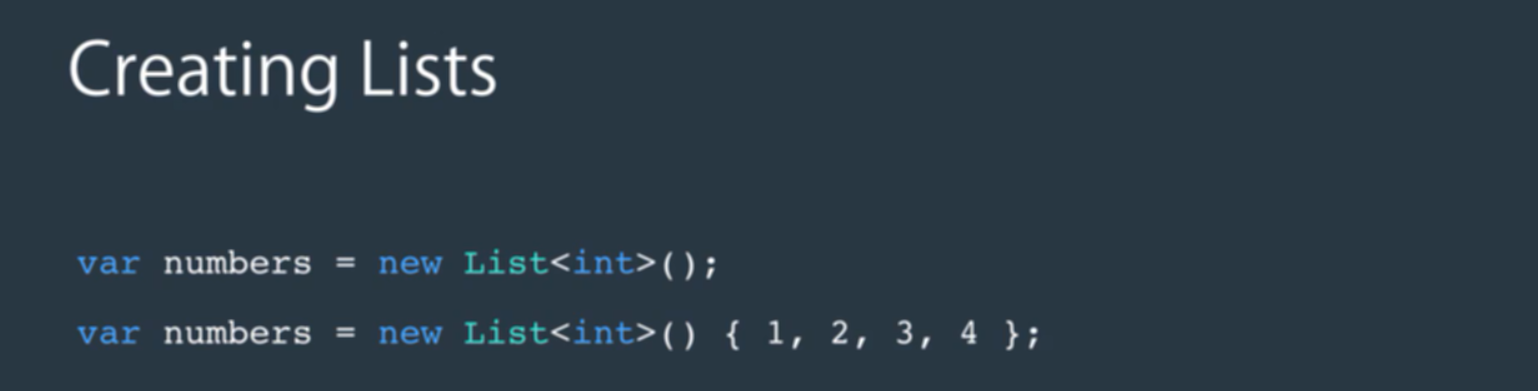 Creating Lists
var numbers = new List<int>();
var numbers = new List<int>() { 1, 2, 3, 4 };